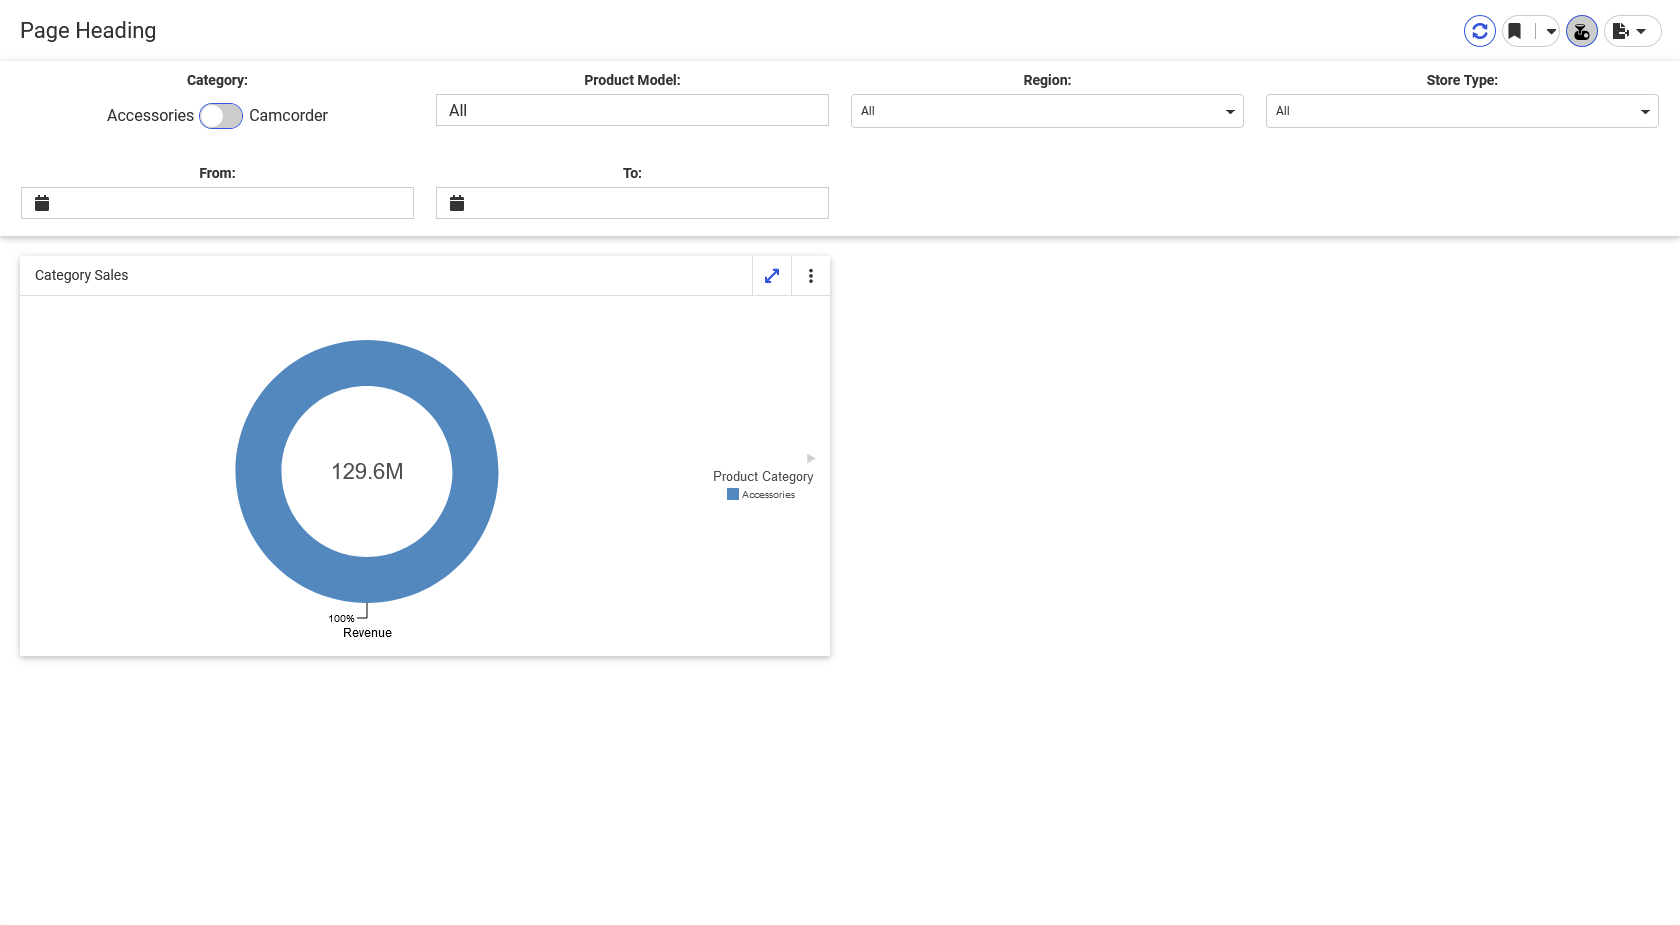 Page Heading
Category:
Product Model:
Region:
Store Type:
Accessories
Camcorder
All
All
All
From:
To:
Category Sales
129.6M
Product Category
Accessories
100%
Revenue